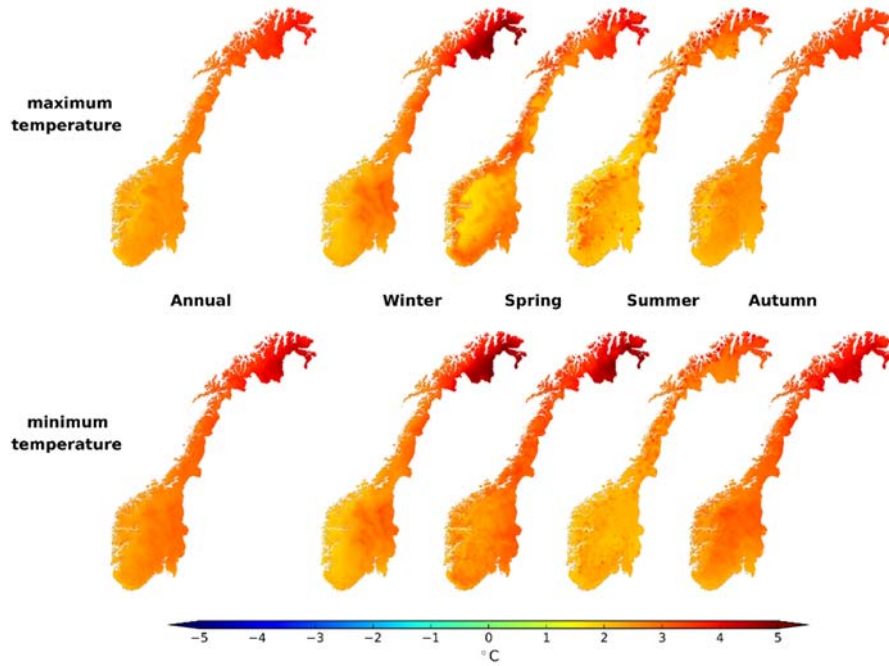 maximum
temperature
Annual Winter Spring Summer Autumn
minimum
temperature
−5 −4 −3 −2 −1 0 1 2 3 4 5
°C